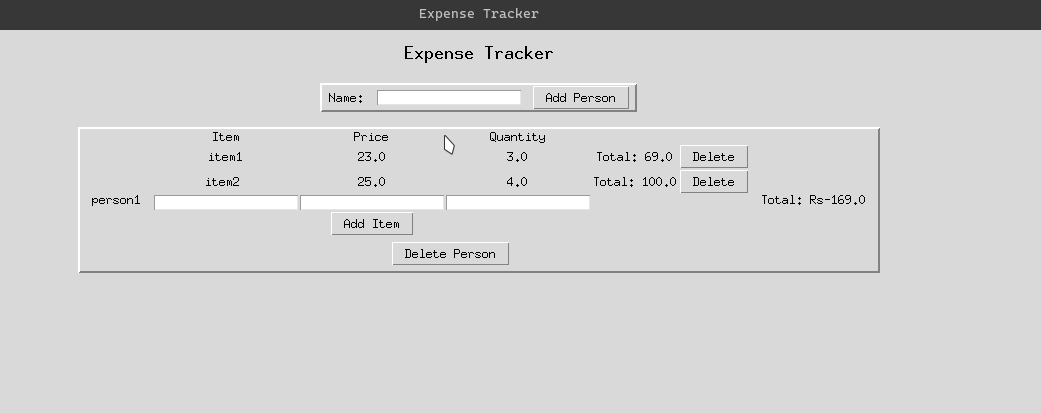 Expense Tracker
Expense Tracker
Name: Add Person
Item Price Quantity
item1 23.0 3.0 Total: 69.0 Delete
item2 25.0 4.0 Total: 100.0 Delete
person1 Total: Rs-169.0
Add Item
Delete Person